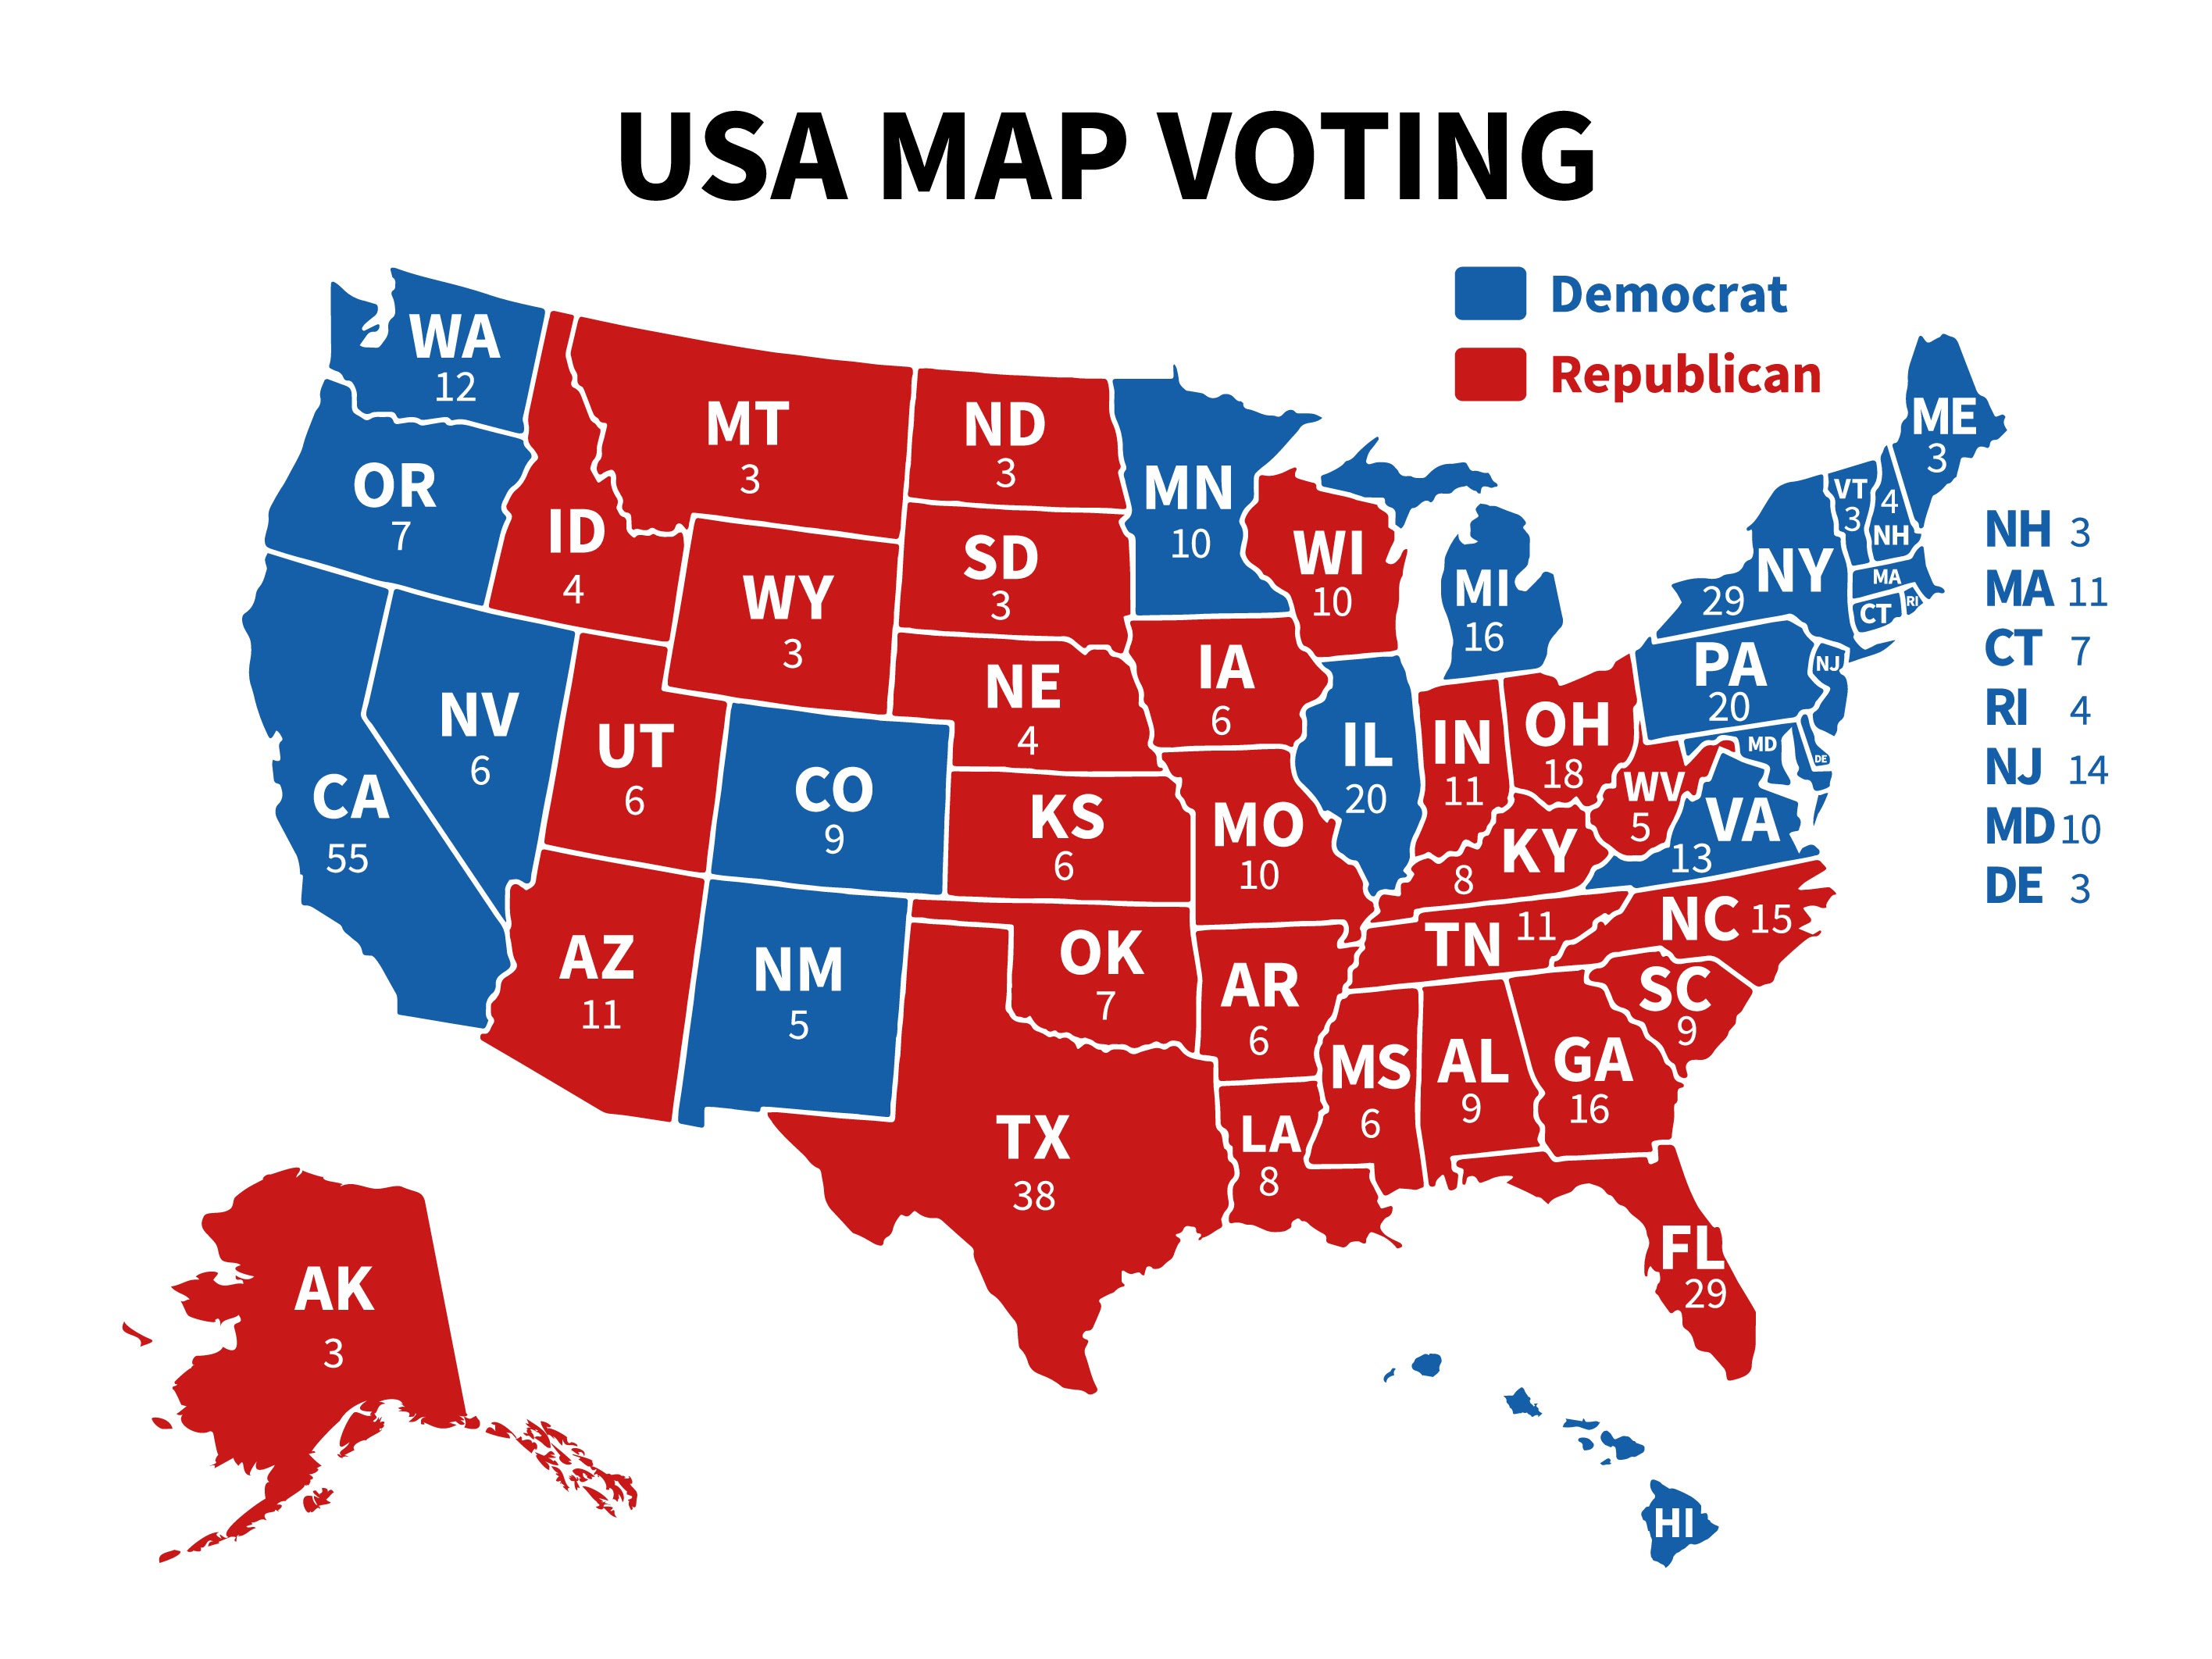 USA MAP VOTING
Democrat
Republican
WA
12
OR
7
CA
55
NV
6
ID
4
MT
3
WY
3
UT
6
AZ
11
CO
9
NM
5
ND
3
SD
3
NE
4
KS
6
OK
7
TX
38
MN
10
IA
6
MO
10
AR
6
LA
8
WI
10
IL
20
MI
16
IN
11
OH
18
KY
8
TN 11
MS
6
AL
9
GA
16
FL
29
SC
9
NC 15
VA
13
WV
5
PA
20
NY
29
VT
3
4
NH
ME
3
MA
CT
RI
NJ
MD
DE
NH 3
MA 11
CT 7
RI 4
NJ 14
MD 10
DE 3
AK
3
HI